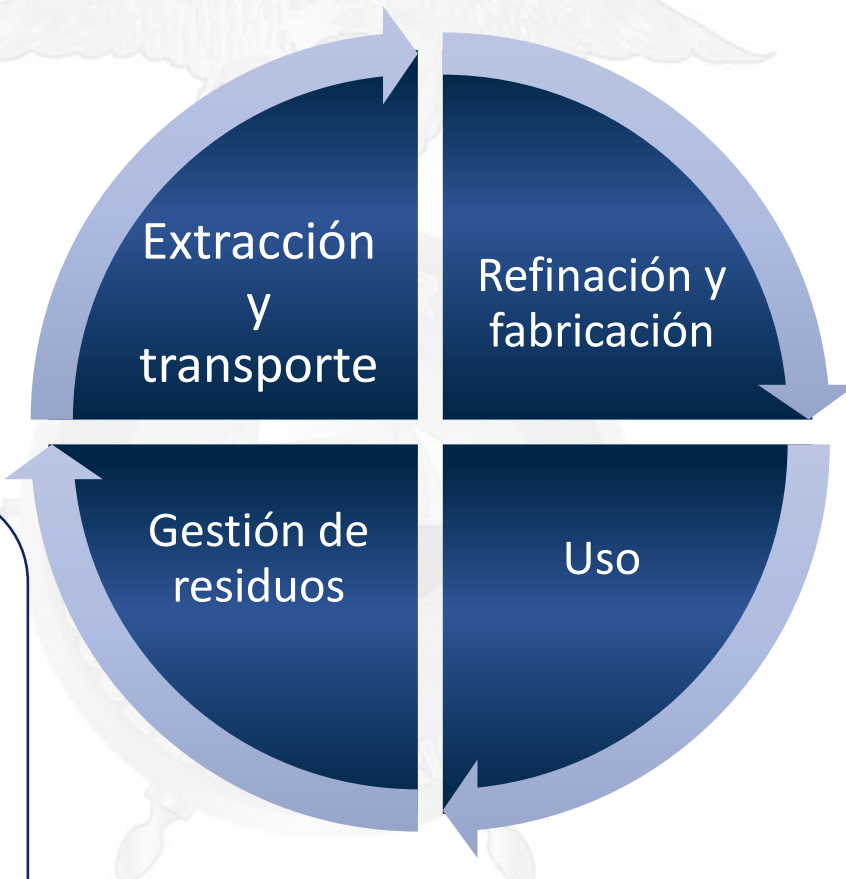 Extracción
y
transporte
Refinación y
fabricación
Gestión de
residuos
Uso